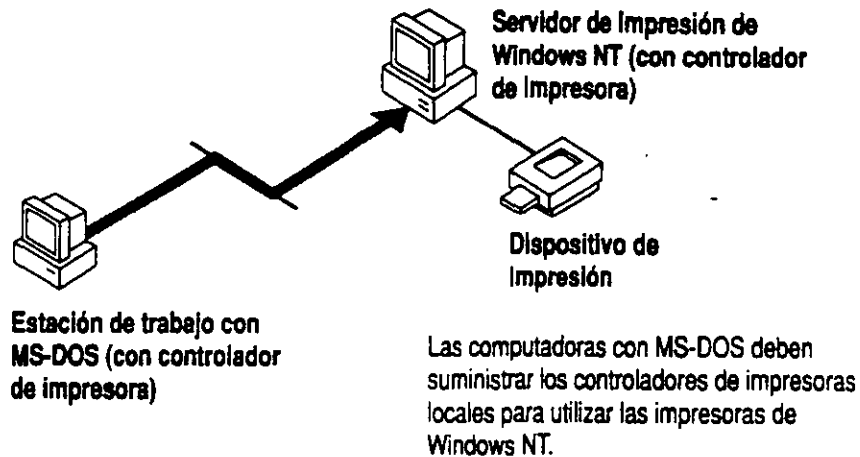 Servidor de Impresión de
Windows NT (con controlador
de Impresora)
Dispositivo de
Impresión
Estación de trabajo con
MS-DOS (con controlador
de impresora)
Las computadoras con MS-DOS deben
suministrar los controladores de impresoras
locales para utilizar las impresoras de
Windows NT.